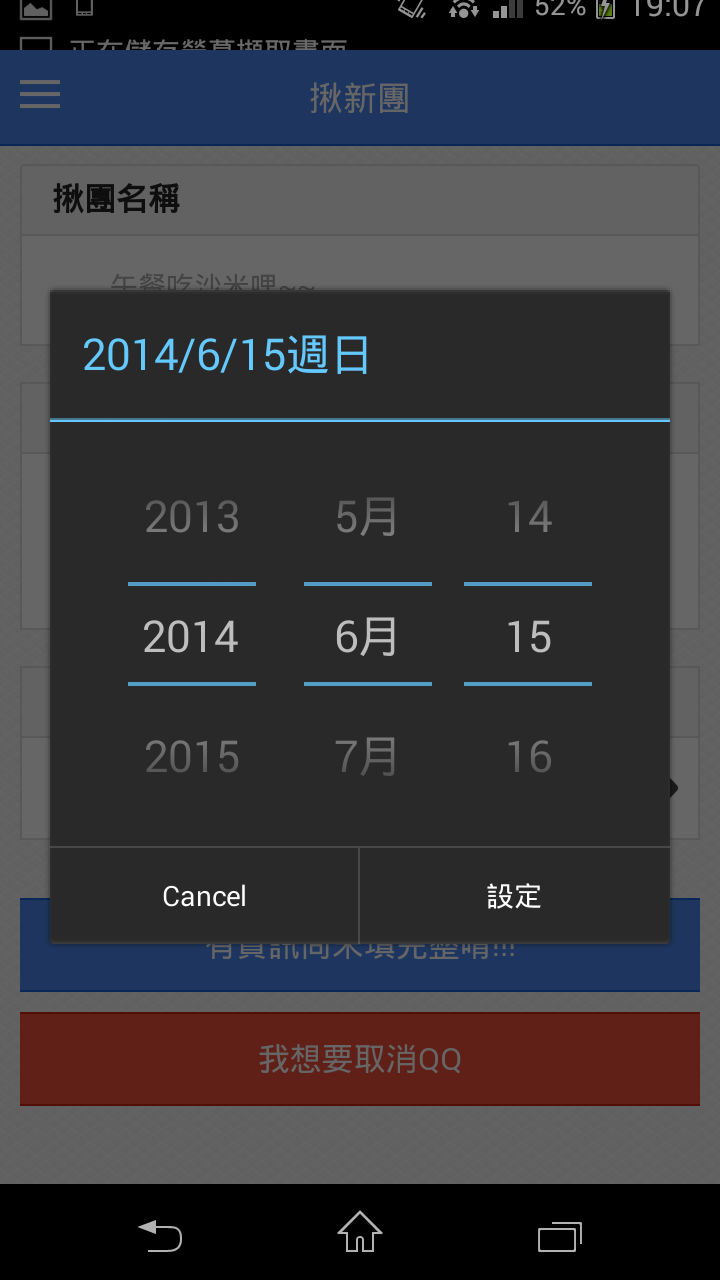 52% 19:07
正在儲存螢幕擷取畫面
揪新團
揪團名稱
午餐吃沙米哩~~
2014/6/15週日
2013 5月 14
2014 6月 15
2015 7月 16
Cancel 設定
有資訊尚未填完整唷!!!
我想要取消QQ